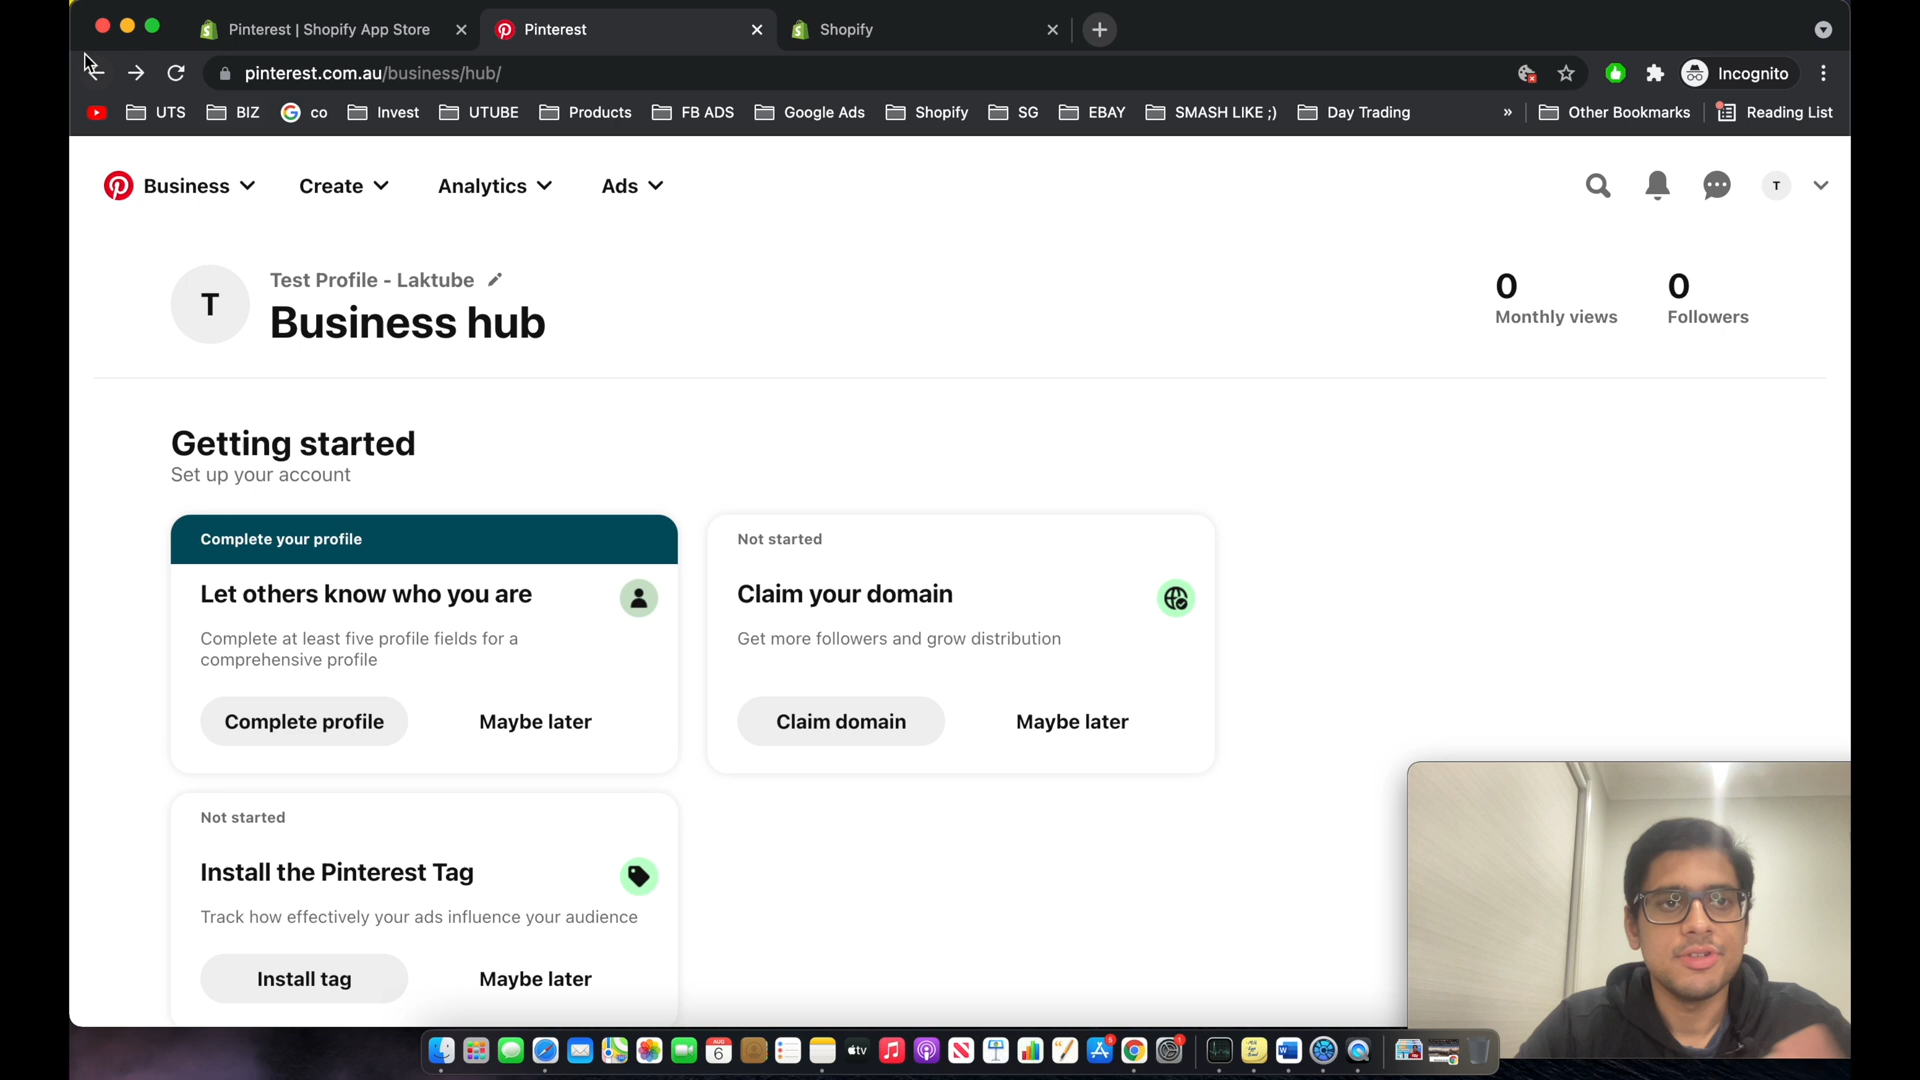 Pinterest | Shopify App Store
Pinterest
Shopify
pinterest.com.au/business/hub/
Incognito
UTS
BIZ
co
Invest
UTUBE
Products
FB ADS
Google Ads
Shopify
SG
EBAY
SMASH LIKE ;)
Day Trading
»
Other Bookmarks
Reading List
Business
Create
Analytics
Ads
T
T
Test Profile - Laktube
Business hub
0
Monthly views
0
Followers
Getting started
Set up your account
Complete your profile
Let others know who you are
Complete at least five profile fields for a
comprehensive profile
Complete profile
Maybe later
Not started
Claim your domain
Get more followers and grow distribution
Claim domain
Maybe later
Not started
Install the Pinterest Tag
Track how effectively your ads influence your audience
Install tag
Maybe later
AUG
6
tv
5
1